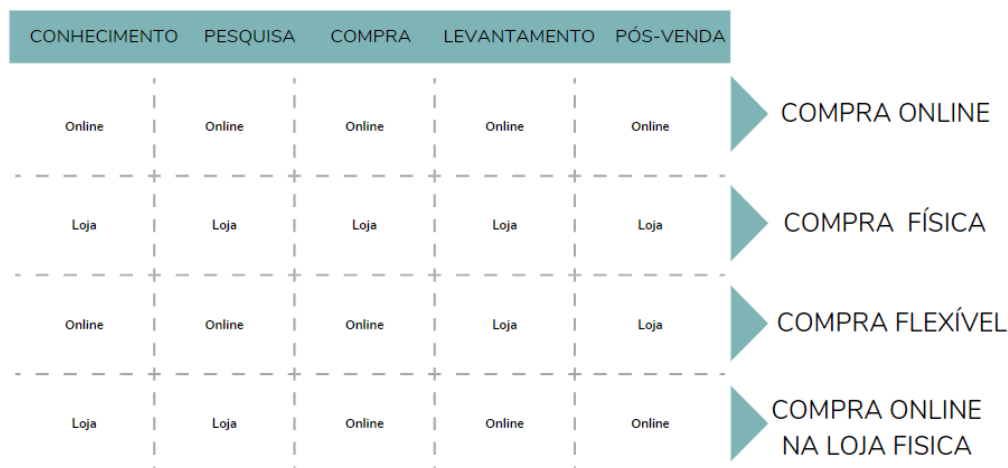 CONHECIMENTO PESQUISA COMPRA LEVANTAMENTO PÓS-VENDA
Online Online Online Online Online COMPRA ONLINE
Loja Loja Loja Loja Loja COMPRA FÍSICA
Online Online Online Loja Loja COMPRA FLEXÍVEL
Loja Loja Online Online Online COMPRA ONLINE
NA LOJA FISICA